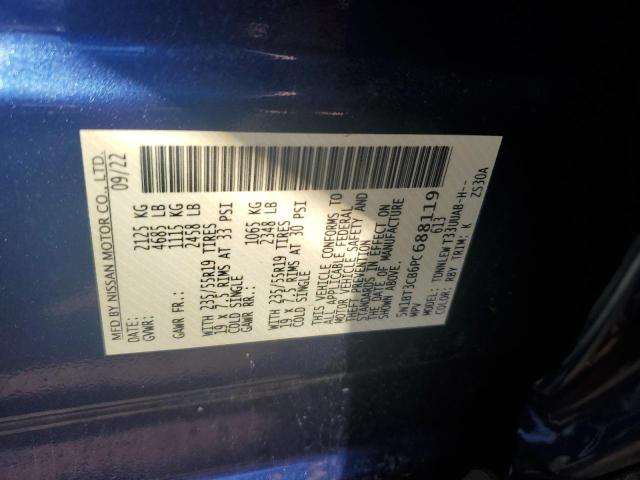 MFD BY NISSAN MOTOR CO., LTD.
DATE: 09/22
GVWR: 2125 KG
4685 LB
GAWR FR.: 1115 KG
2458 LB
WITH 235/55R19 TIRES
19 X 7.5 RIMS AT 33 PSI
COLD SINGLE
GAWR RR.: 1065 KG
2348 LB
WITH 235/55R19 TIRES
19 X 7.5 RIMS AT 30 PSI
COLD SINGLE
THIS VEHICLE CONFORMS TO
ALL APPLICABLE FEDERAL
MOTOR VEHICLE SAFETY AND
THEFT PREVENTION
STANDARDS IN EFFECT ON
THE DATE OF MANUFACTURE
SHOWN ABOVE.
5N1BT3CB6PC688119
MPV 613
MODEL: TDWNLEW T33UUAB-H--
COLOR: RBY TRIM: K ZS30A